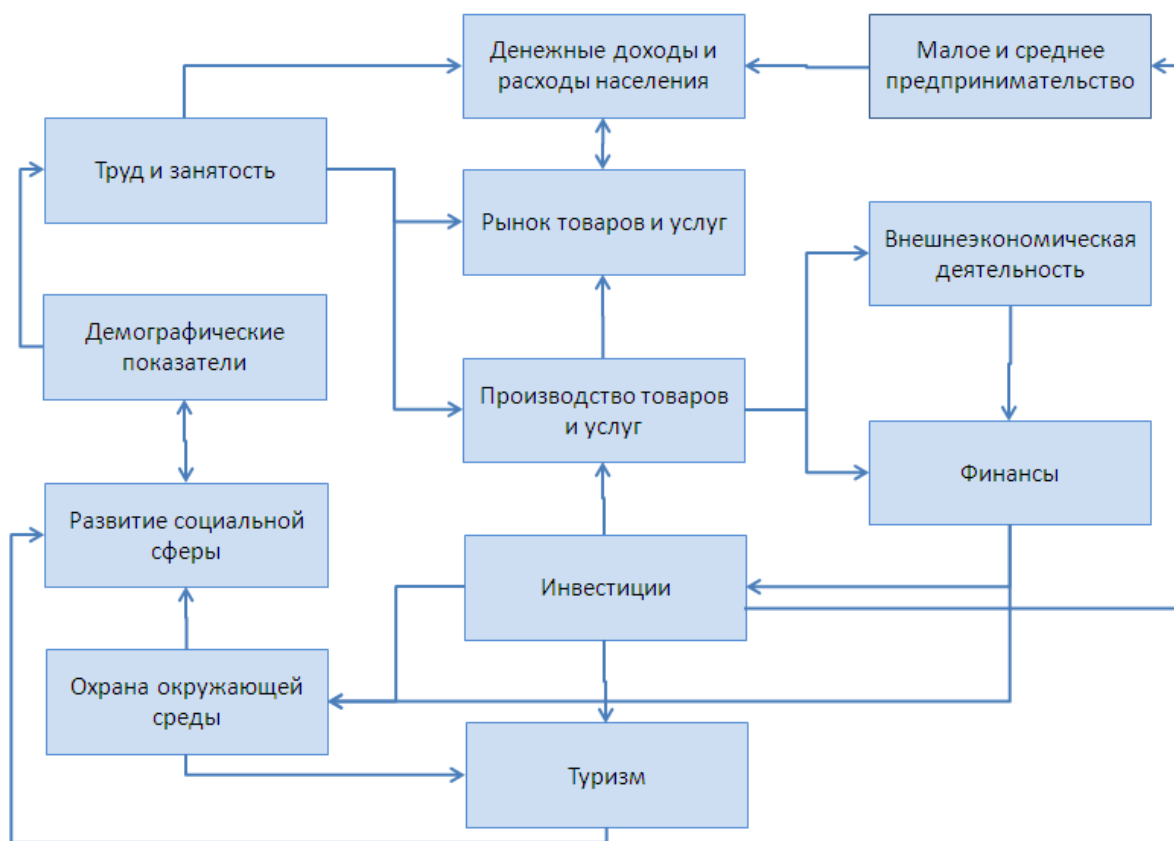 Денежные доходы и
расходы населения
Малое и среднее
предпринимательство
Труд и занятость
Рынок товаров и услуг
Внешнеэкономическая
деятельность
Демографические
показатели
Производство товаров
и услуг
Финансы
Развитие социальной
сферы
Инвестиции
Охрана окружающей
среды
Туризм